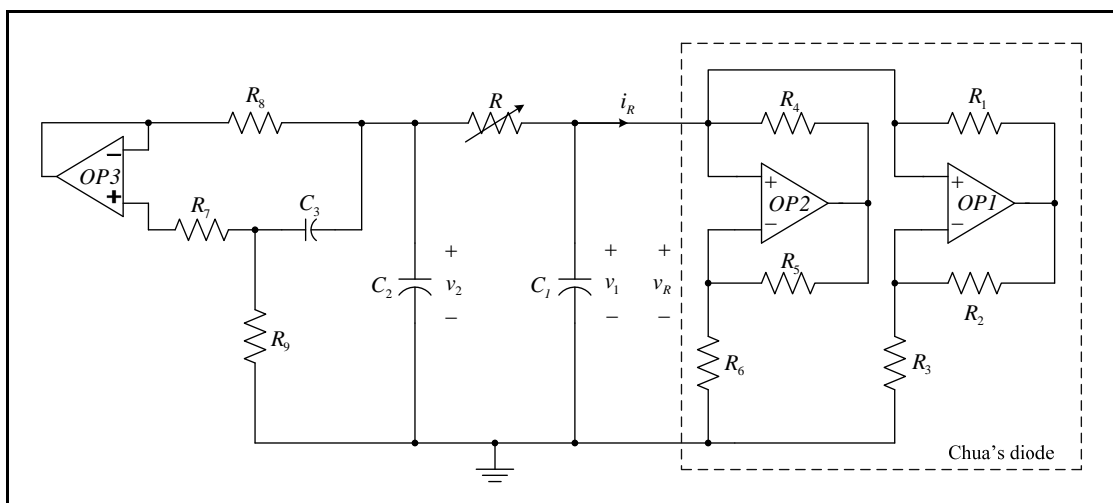 R8
R
iR
R4
R1
−
OP3
+
R7
C3
+
OP2
−
+
OP1
−
R5
R2
C2
+
v2
−
C1
+
v1
−
+
vR
−
R9
R6
R3
Chua's diode